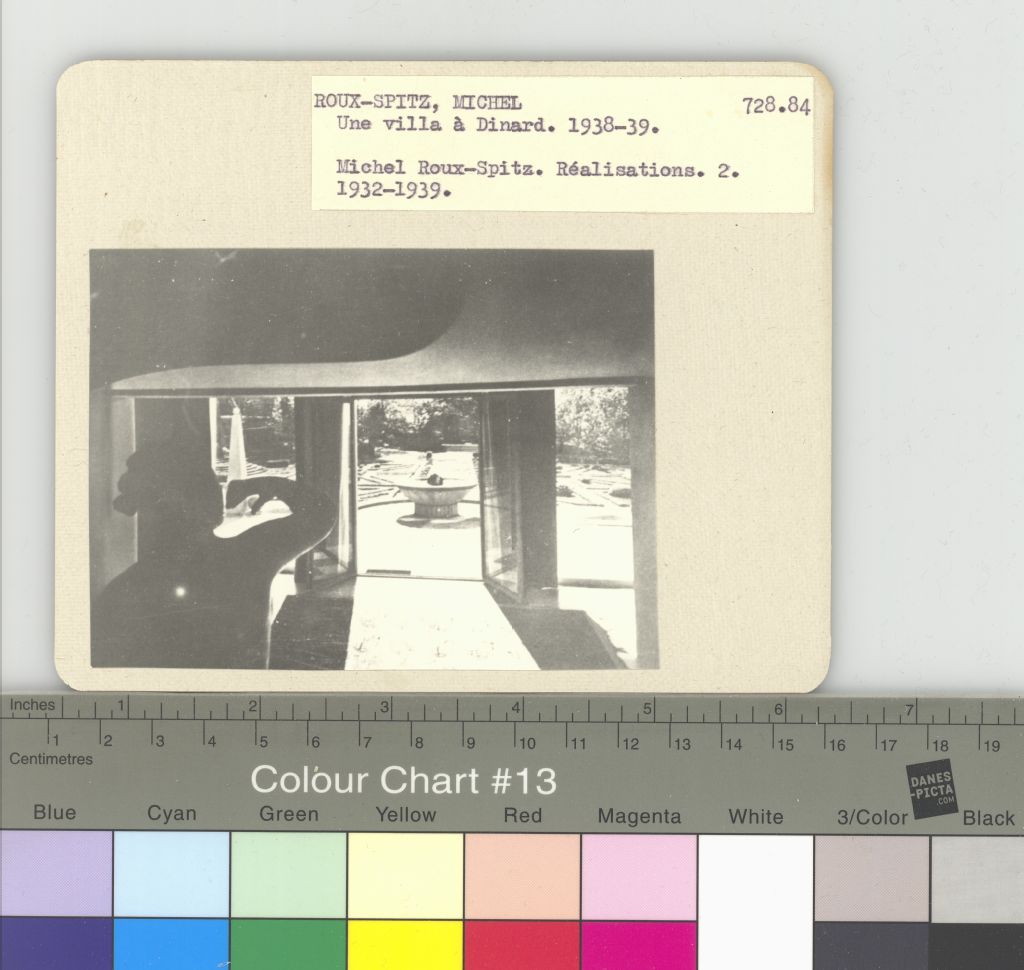 ROUX-SPITZ, MICHEL 728.84
Une villa à Dinard. 1938-39.
Michel Roux-Spitz. Réalisations. 2.
1932-1939.
Inches 1 2 3 4 5 6 7
1 2 3 4 5 6 7 8 9 10 11 12 13 14 15 16 17 18 19
Centimetres
Colour Chart #13
DANES
-PICTA
.COM
Blue Cyan Green Yellow Red Magenta White 3/Color Black